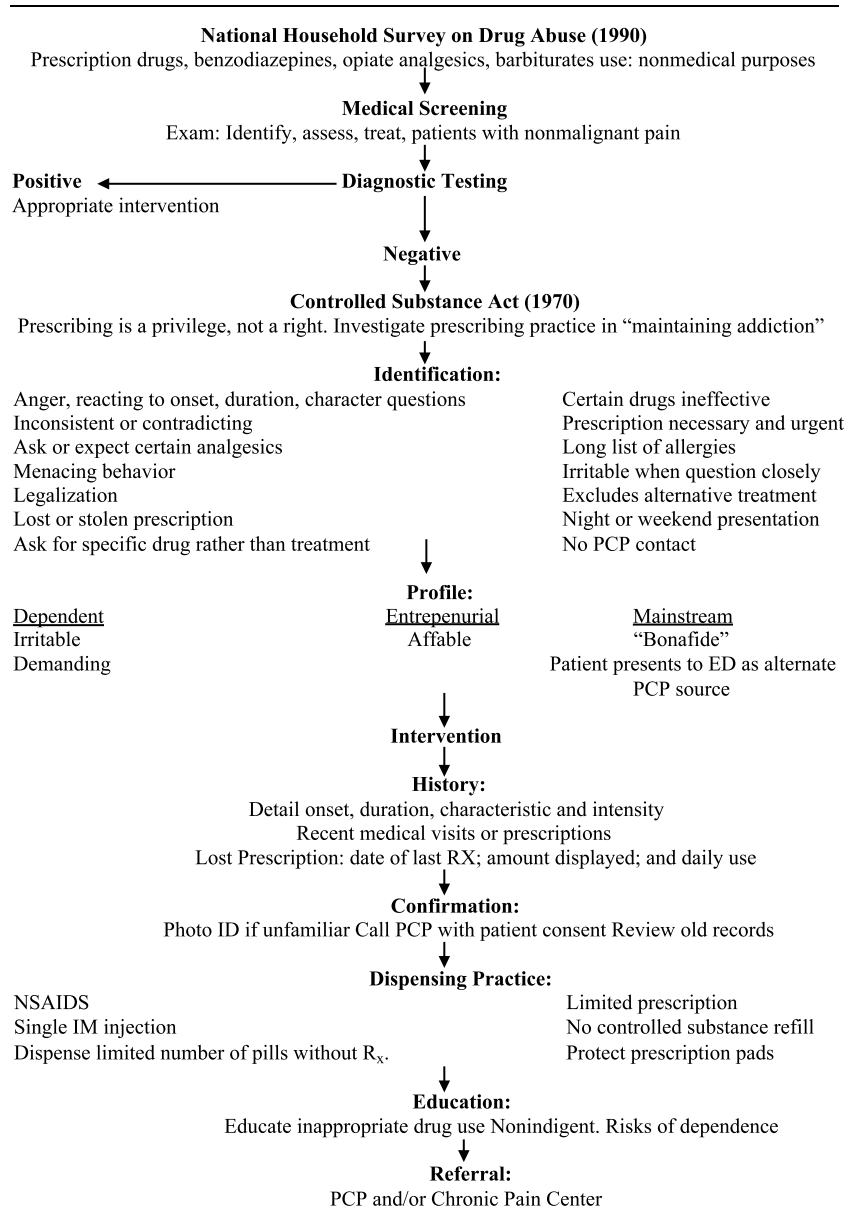 National Household Survey on Drug Abuse (1990)
Prescription drugs, benzodiazepines, opiate analgesics, barbiturates use: nonmedical purposes
Medical Screening
Exam: Identify, assess, treat, patients with nonmalignant pain
Positive
Diagnostic Testing
Appropriate intervention
Negative
Controlled Substance Act (1970)
Prescribing is a privilege, not a right. Investigate prescribing practice in “maintaining addiction”
Identification:
Anger, reacting to onset, duration, character questions
Inconsistent or contradicting
Ask or expect certain analgesics
Menacing behavior
Legalization
Lost or stolen prescription
Ask for specific drug rather than treatment
Certain drugs ineffective
Prescription necessary and urgent
Long list of allergies
Irritable when question closely
Excludes alternative treatment
Night or weekend presentation
No PCP contact
Profile:
Dependent
Irritable
Demanding
Entrepenurial
Affable
Mainstream
“Bonafide”
Patient presents to ED as alternate
PCP source
Intervention
History:
Detail onset, duration, characteristic and intensity
Recent medical visits or prescriptions
Lost Prescription: date of last RX; amount displayed; and daily use
Confirmation:
Photo ID if unfamiliar Call PCP with patient consent Review old records
Dispensing Practice:
NSAIDS
Single IM injection
Dispense limited number of pills without Rx.
Limited prescription
No controlled substance refill
Protect prescription pads
Education:
Educate inappropriate drug use Nonindigent. Risks of dependence
Referral:
PCP and/or Chronic Pain Center